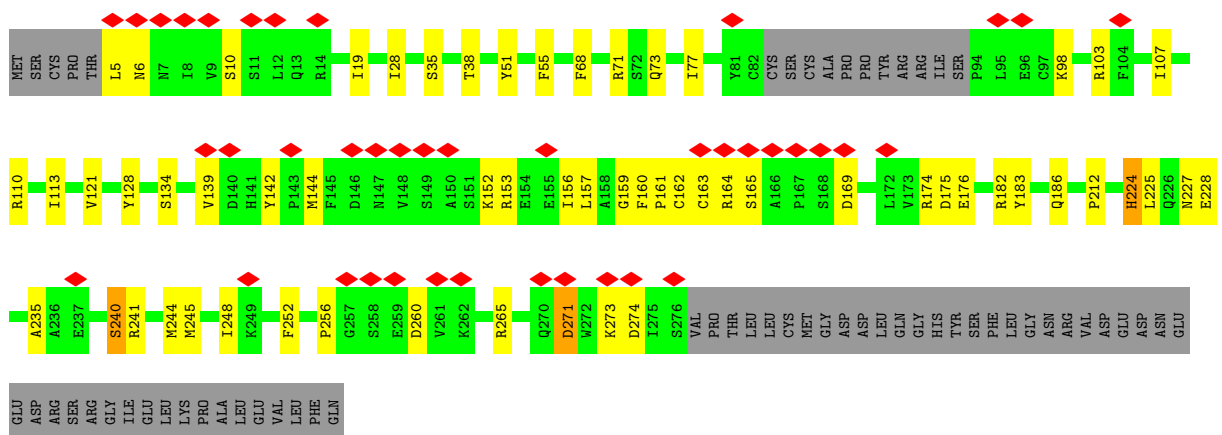 MET SER CYS PRO THR L5 N6 N7 I8 V9 S10 S11 L12 Q13 R14 I19 I28 S35 T38 Y51 F55 F68 R71 S72 Q73 I77 Y81 C82 CYS SER CYS ALA PRO PRO TYR ARG ARG ILE SER P94 L95 E96 C97 K98 R103 F104 I107
R110 I113 V121 Y128 S134 V139 D140 H141 Y142 P143 M144 F145 D146 N147 V148 S149 A150 S151 K152 R153 E154 E155 I156 L157 A158 G159 F160 P161 C162 C163 R164 S165 A166 P167 S168 D169 L172 V173 R174 D175 E176 R182 Y183 Q186 P212 H224 L225 Q226 N227 E228
A235 A236 E237 S240 R241 M244 M245 I248 K249 F252 P256 G257 S258 E259 D260 V261 K262 R265 Q270 D271 W272 K273 D274 I275 S276 VAL PRO THR LEU LEU CYS MET GLY ASP ASP LEU GLN GLY HIS TYR SER PHE LEU GLY ASN ARG VAL ASP GLU ASP ASN GLU
GLU ASP ARG SER ARG GLY ILE GLU LEU LYS PRO ALA LEU GLU VAL LEU PHE GLN